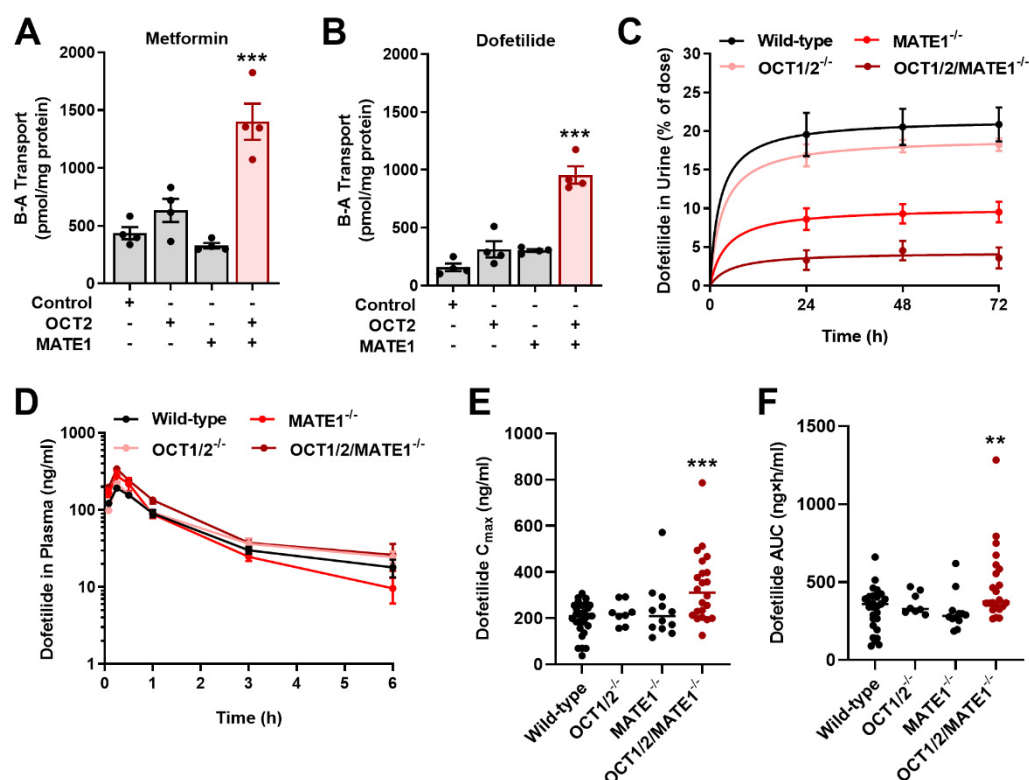 A
Metformin
***
B-A Transport
(pmol/mg protein)
2000
1500
1000
500
0
Control + - - -
OCT2 - + - +
MATE1 - - + +
B
Dofetilide
***
B-A Transport
(pmol/mg protein)
2000
1500
1000
500
0
Control + - - -
OCT2 - + - +
MATE1 - - + +
C
Wild-type MATE1⁻/⁻
OCT1/2⁻/⁻ OCT1/2/MATE1⁻/⁻
Dofetilide in Urine (% of dose)
30
25
20
15
10
5
0
0 24 48 72
Time (h)
D
Wild-type MATE1⁻/⁻
OCT1/2⁻/⁻ OCT1/2/MATE1⁻/⁻
Dofetilide in Plasma (ng/ml)
1000
100
10
1
0 1 2 3 4 5 6
Time (h)
E
***
Dofetilide Cmax (ng/ml)
1000
800
600
400
200
0
Wild-type
OCT1/2⁻/⁻
MATE1⁻/⁻
OCT1/2/MATE1⁻/⁻
F
**
Dofetilide AUC (ng×h/ml)
1500
1000
500
0
Wild-type
OCT1/2⁻/⁻
MATE1⁻/⁻
OCT1/2/MATE1⁻/⁻